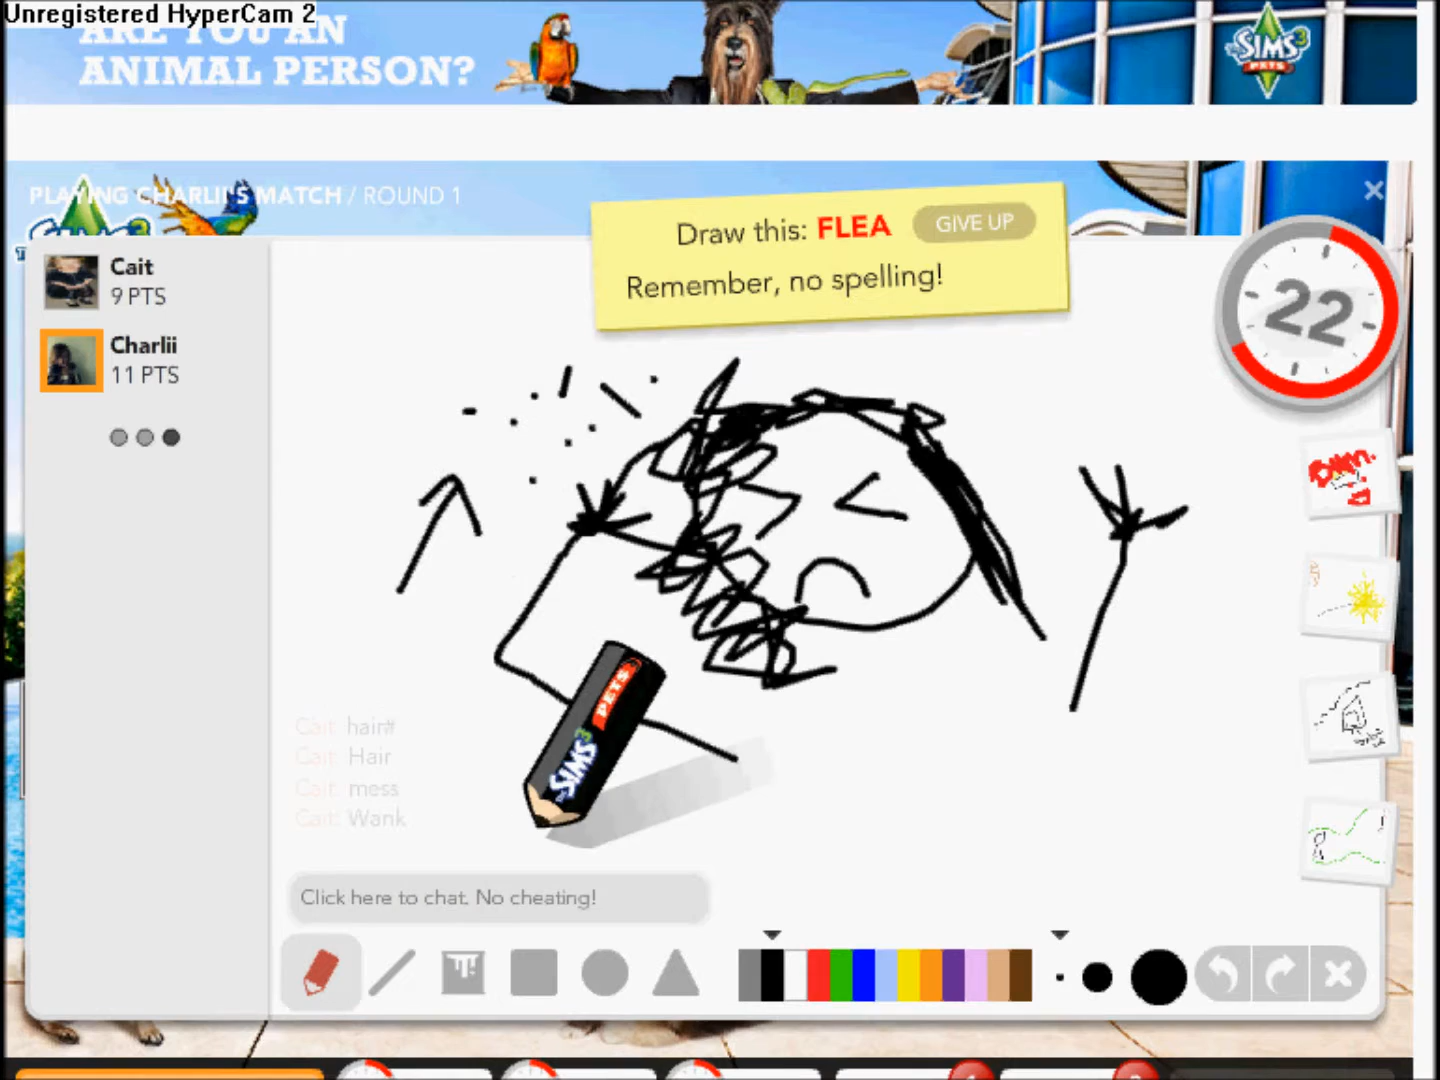 Unregistered HyperCam 2
ARE YOU AN
ANIMAL PERSON?
THE SIMS 3
PETS
PLAYING CHARLII'S MATCH / ROUND 1
Draw this: FLEA
GIVE UP
Remember, no spelling!
22
Cait
9 PTS
Charlii
11 PTS
Cait: hair#
Cait: Hair
Cait: mess
Cait: Wank
THE SIMS 3 PETS
Click here to chat. No cheating!